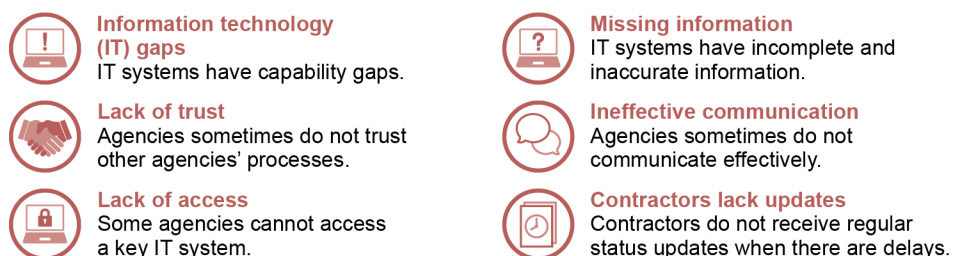 Information technology
(IT) gaps
IT systems have capability gaps.
Lack of trust
Agencies sometimes do not trust
other agencies’ processes.
Lack of access
Some agencies cannot access
a key IT system.
Missing information
IT systems have incomplete and
inaccurate information.
Ineffective communication
Agencies sometimes do not
communicate effectively.
Contractors lack updates
Contractors do not receive regular
status updates when there are delays.